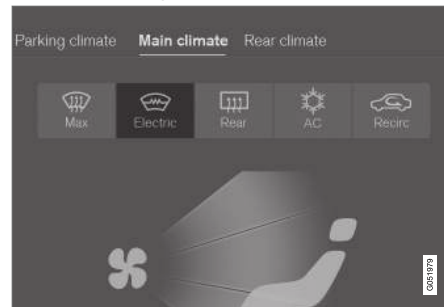 Parking climate Main climate Rear climate
Max Electric Rear AC Recirc
G051979